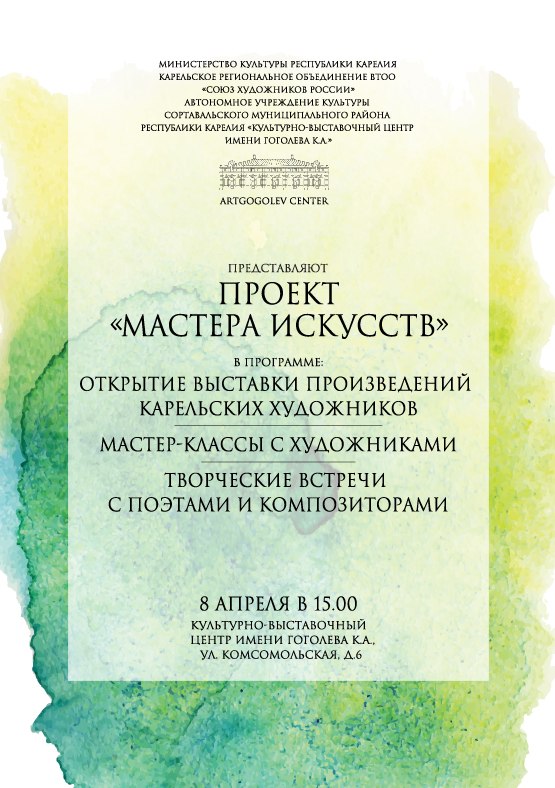 МИНИСТЕРСТВО КУЛЬТУРЫ РЕСПУБЛИКИ КАРЕЛИЯ
КАРЕЛЬСКОЕ РЕГИОНАЛЬНОЕ ОБЪЕДИНЕНИЕ ВТОО
«СОЮЗ ХУДОЖНИКОВ РОССИИ»
АВТОНОМНОЕ УЧРЕЖДЕНИЕ КУЛЬТУРЫ
СОРТАВАЛЬСКОГО МУНИЦИПАЛЬНОГО РАЙОНА
РЕСПУБЛИКИ КАРЕЛИЯ «КУЛЬТУРНО-ВЫСТАВОЧНЫЙ ЦЕНТР
ИМЕНИ ГОГОЛЕВА К.А.»
ARTGOGOLEV CENTER
ПРЕДСТАВЛЯЮТ
ПРОЕКТ
«МАСТЕРА ИСКУССТВ»
В ПРОГРАММЕ:
ОТКРЫТИЕ ВЫСТАВКИ ПРОИЗВЕДЕНИЙ
КАРЕЛЬСКИХ ХУДОЖНИКОВ
МАСТЕР-КЛАССЫ С ХУДОЖНИКАМИ
ТВОРЧЕСКИЕ ВСТРЕЧИ
С ПОЭТАМИ И КОМПОЗИТОРАМИ
8 АПРЕЛЯ В 15.00
КУЛЬТУРНО-ВЫСТАВОЧНЫЙ
ЦЕНТР ИМЕНИ ГОГОЛЕВА К.А.,
УЛ. КОМСОМОЛЬСКАЯ, Д.6